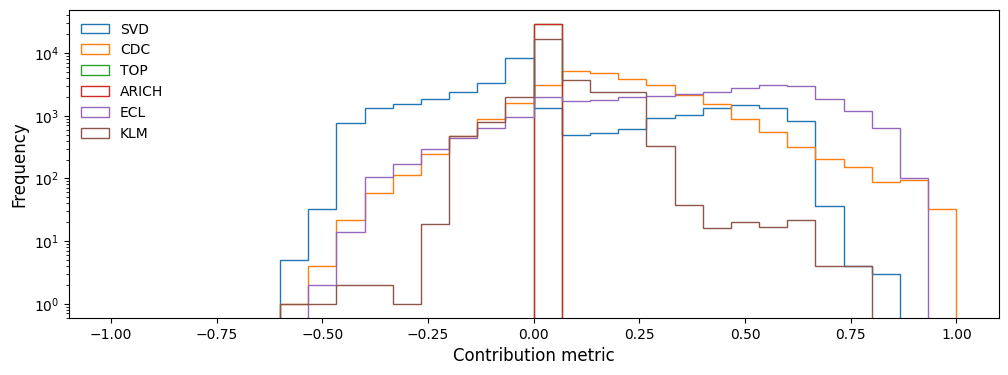 SVD
CDC
TOP
ARICH
ECL
KLM
Frequency
10⁴
10³
10²
10¹
10⁰
−1.00 −0.75 −0.50 −0.25 0.00 0.25 0.50 0.75 1.00
Contribution metric